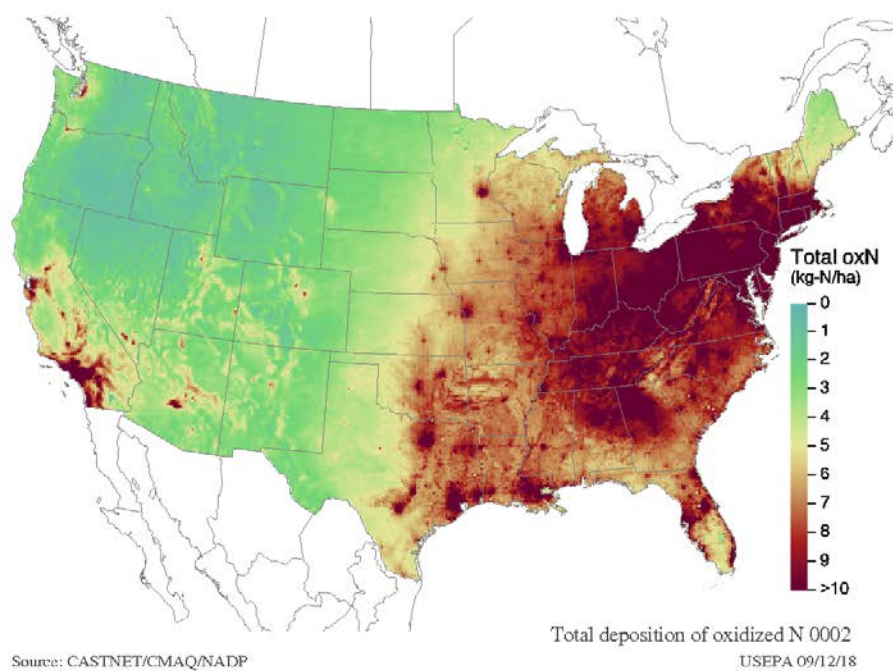 Total oxN
(kg-N/ha)
0
1
2
3
4
5
6
7
8
9
>10
Total deposition of oxidized N 0002
Source: CASTNET/CMAQ/NADP
USEPA 09/12/18